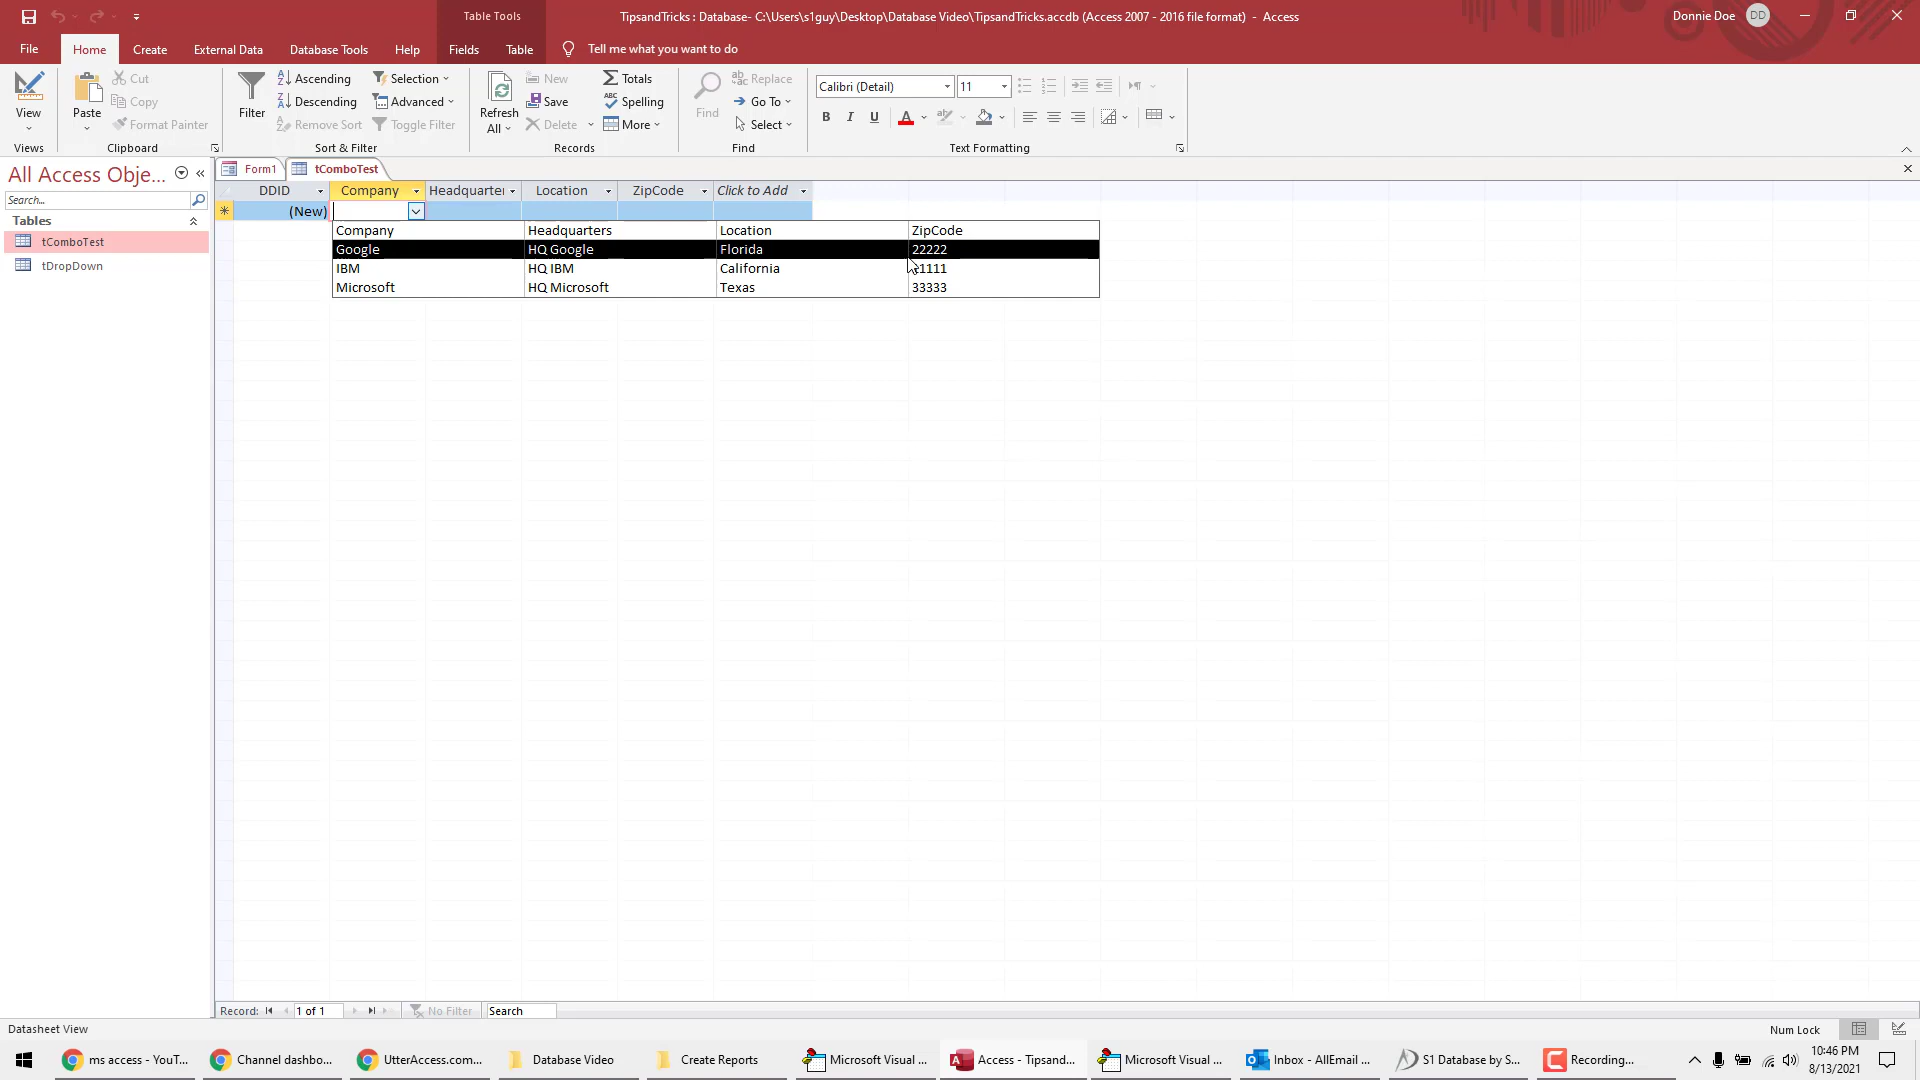 Table Tools
TipsandTricks : Database- C:\Users\s1guy\Desktop\Database Video\TipsandTricks.accdb (Access 2007 - 2016 file format) - Access
Donnie Doe DD
File Home Create External Data Database Tools Help Fields Table Tell me what you want to do
View
Views
Paste
Cut
Copy
Format Painter
Clipboard
Filter
Ascending
Descending
Remove Sort
Selection
Advanced
Toggle Filter
Sort & Filter
Refresh
All
New
Save
Delete
Totals
Spelling
More
Records
Find
Replace
Go To
Select
Find
Calibri (Detail) 11
B I U
Text Formatting
All Access Obje...
Search...
Tables
tComboTest
tDropDown
Form1 tComboTest
DDID Company Headquarter Location ZipCode Click to Add
(New)
Company Headquarters Location ZipCode
Google HQ Google Florida 22222
IBM HQ IBM California 1111
Microsoft HQ Microsoft Texas 33333
Record: 1 of 1 No Filter Search
Datasheet View Num Lock
ms access - YouT...
Channel dashbo...
UtterAccess.com...
Database Video
Create Reports
Microsoft Visual ...
Access - Tipsand...
Microsoft Visual ...
Inbox - AllEmail ...
S1 Database by S...
Recording...
10:46 PM
8/13/2021